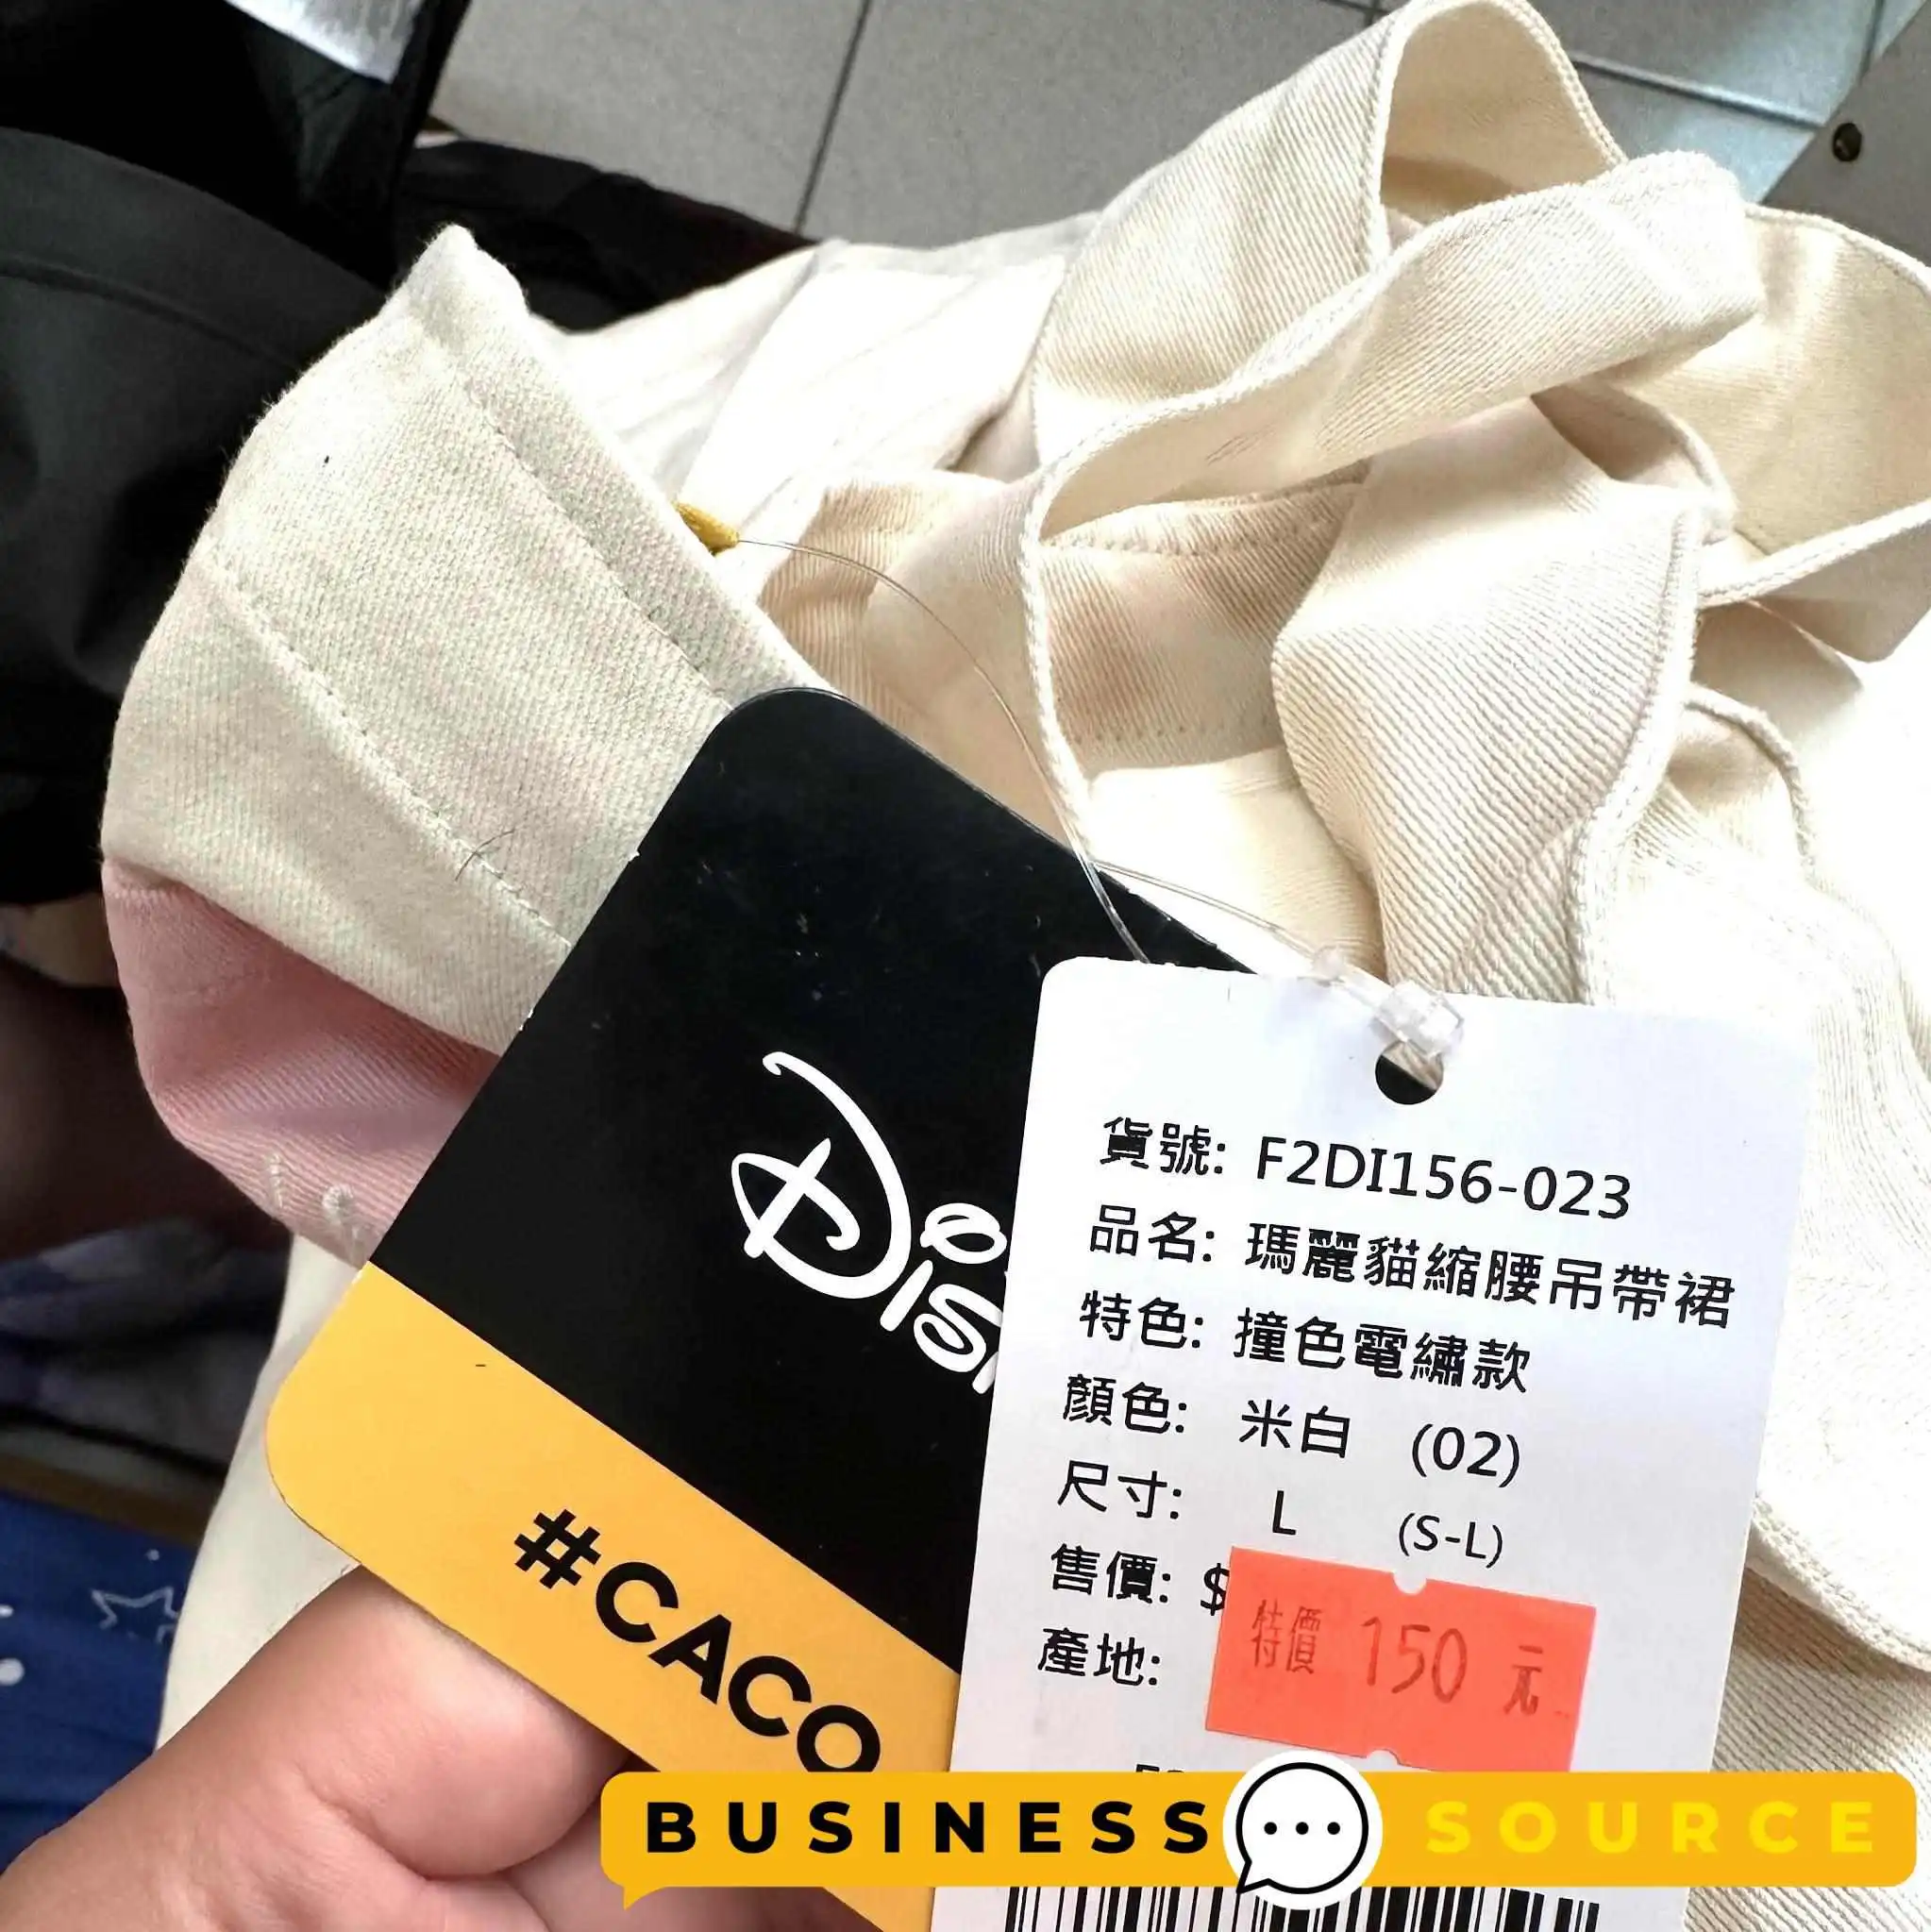 Disn
#CACO
貨號: F2DI156-023
品名: 瑪麗貓縮腰吊帶裙
特色: 撞色電繡款
顏色: 米白 (02)
尺寸: L (S-L)
售價: $
特價 150 元
產地:
BUSINESS SOURCE